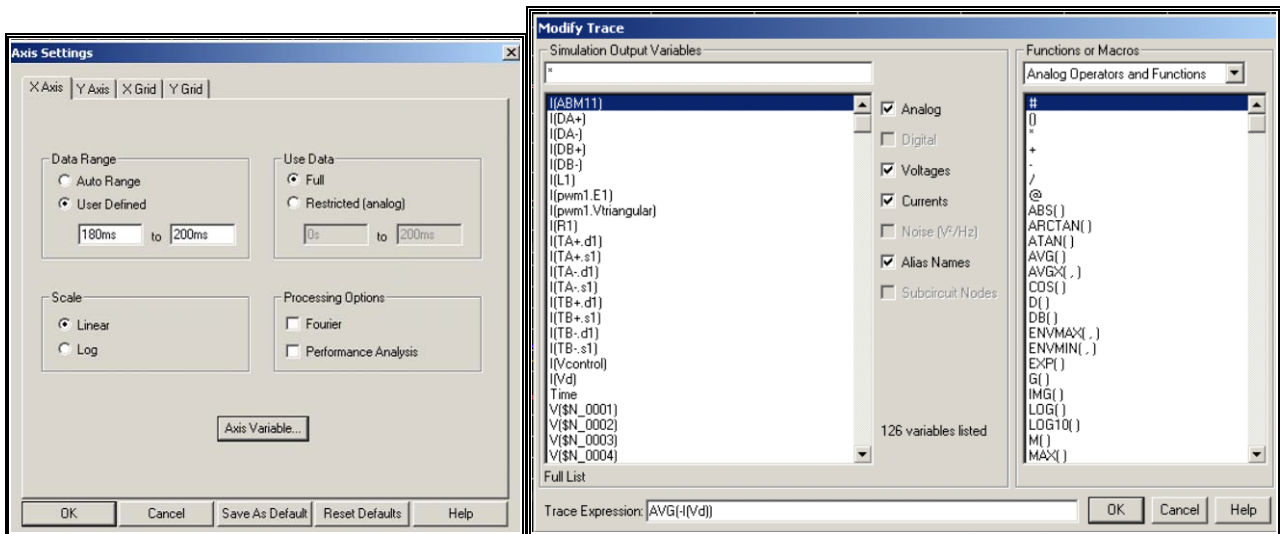 Axis Settings
X Axis Y Axis X Grid Y Grid
Data Range
Auto Range
User Defined
180ms to 200ms
Use Data
Full
Restricted (analog)
0s to 200ms
Scale
Linear
Log
Processing Options
Fourier
Performance Analysis
Axis Variable...
OK Cancel Save As Default Reset Defaults Help
Modify Trace
Simulation Output Variables
*
I(ABM11)
I(DA+)
I(DA-)
I(DB+)
I(DB-)
I(L1)
I(pwm1.E1)
I(pwm1.Vtriangular)
I(R1)
I(TA+.d1)
I(TA+.s1)
I(TA-.d1)
I(TA-.s1)
I(TB+.d1)
I(TB+.s1)
I(TB-.d1)
I(TB-.s1)
I(Vcontrol)
I(Vd)
Time
V($N_0001)
V($N_0002)
V($N_0003)
V($N_0004)
Analog
Digital
Voltages
Currents
Noise (V²/Hz)
Alias Names
Subcircuit Nodes
126 variables listed
Full List
Functions or Macros
Analog Operators and Functions
#
()
*
+
-
/
@
ABS()
ARCTAN()
ATAN()
AVG()
AVGX(,)
COS()
D()
DB()
ENVMAX(,)
ENVMIN(,)
EXP()
G()
IMG()
LOG()
LOG10()
M()
MAX()
Trace Expression: AVG(-I(Vd))
OK Cancel Help